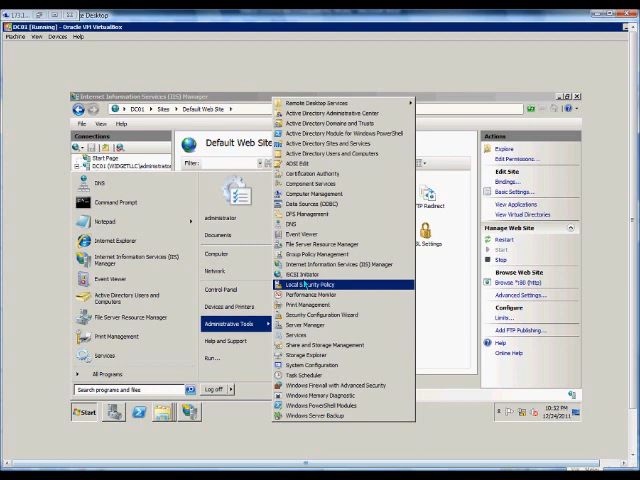 Desktop
DC01 [Running] - Oracle VM VirtualBox
Machine View Devices Help
Internet Information Services (IIS) Manager
DC01 Sites Default Web Site
File View Help
Connections
Start Page
DC01 (WIDGETLLC\administrator
Default Web Site
Filter:
FTP Redirect
SSL Settings
Actions
Explore
Edit Permissions...
Edit Site
Bindings...
Basic Settings...
View Applications
View Virtual Directories
Manage Web Site
Restart
Start
Stop
Browse Web Site
Browse *:80 (http)
Advanced Settings...
Configure
Limits...
Add FTP Publishing...
Help
Online Help
DNS
Command Prompt
Notepad
Internet Explorer
Internet Information Services (IIS) Manager
Event Viewer
Active Directory Users and Computers
File Server Resource Manager
Print Management
Services
All Programs
Search programs and files
administrator
Documents
Computer
Network
Control Panel
Devices and Printers
Administrative Tools
Help and Support
Run...
Log off
Remote Desktop Services
Active Directory Administrative Center
Active Directory Domains and Trusts
Active Directory Module for Windows PowerShell
Active Directory Sites and Services
Active Directory Users and Computers
ADSI Edit
Certification Authority
Component Services
Computer Management
Data Sources (ODBC)
DFS Management
DNS
Event Viewer
File Server Resource Manager
Group Policy Management
Internet Information Services (IIS) Manager
iSCSI Initiator
Local Security Policy
Performance Monitor
Print Management
Security Configuration Wizard
Server Manager
Services
Share and Storage Management
Storage Explorer
System Configuration
Task Scheduler
Windows Firewall with Advanced Security
Windows Memory Diagnostic
Windows PowerShell Modules
Windows Server Backup
Start
10:52 PM
12/24/2011